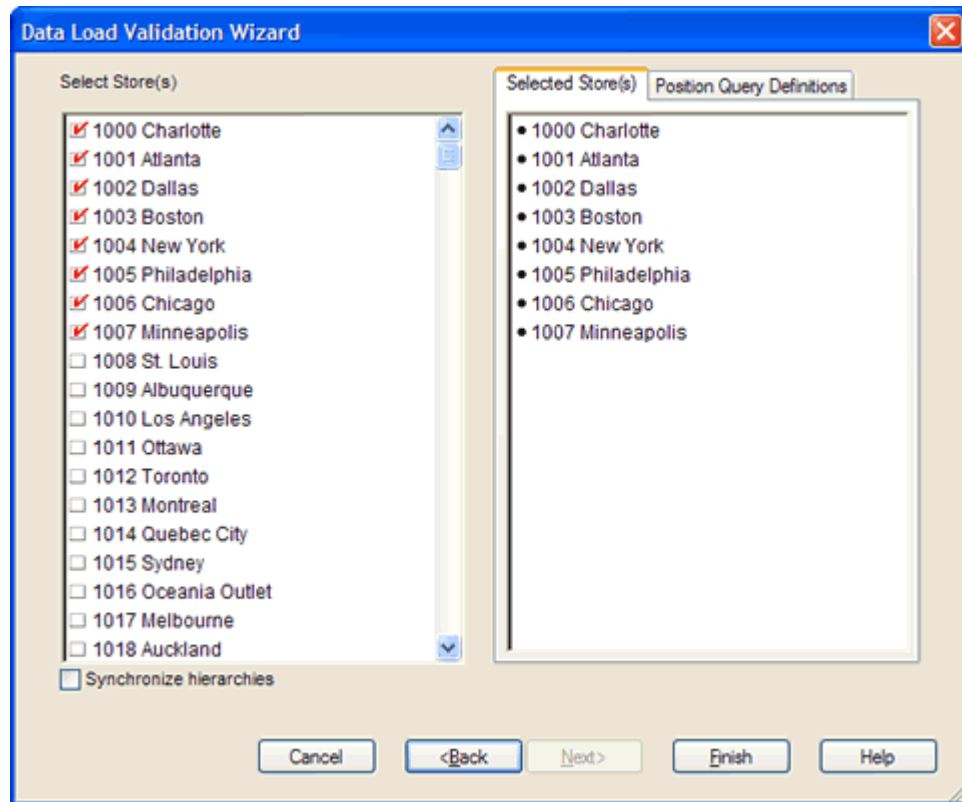 Data Load Validation Wizard
Select Store(s)
1000 Charlotte
1001 Atlanta
1002 Dallas
1003 Boston
1004 New York
1005 Philadelphia
1006 Chicago
1007 Minneapolis
1008 St. Louis
1009 Albuquerque
1010 Los Angeles
1011 Ottawa
1012 Toronto
1013 Montreal
1014 Quebec City
1015 Sydney
1016 Oceania Outlet
1017 Melbourne
1018 Auckland
Synchronize hierarchies
Selected Store(s) Position Query Definitions
• 1000 Charlotte
• 1001 Atlanta
• 1002 Dallas
• 1003 Boston
• 1004 New York
• 1005 Philadelphia
• 1006 Chicago
• 1007 Minneapolis
Cancel <Back Next> Finish Help